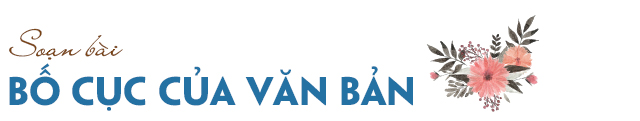 Soạn bài
BỐ CỤC CỦA VĂN BẢN